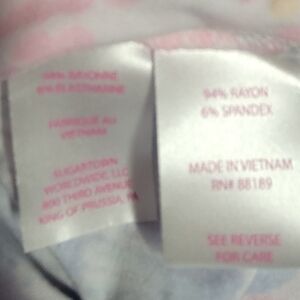 94% RAYONNE
6% ELASTHANNE
FABRIQUÉ AU
VIETNAM
SUGARTOWN
WORLDWIDE, LLC
800 THIRD AVENUE
KING OF PRUSSIA, PA
94% RAYON
6% SPANDEX
MADE IN VIETNAM
RN# 88189
SEE REVERSE
FOR CARE